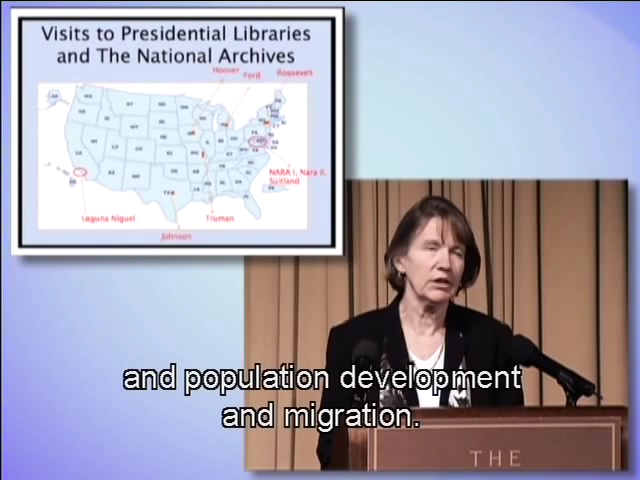 Visits to Presidential Libraries
and The National Archives
Hoover
Ford
Roosevelt
NARA I, Nara II,
Suitland
Laguna Niguel
Truman
Johnson
and population development
and migration.
THE